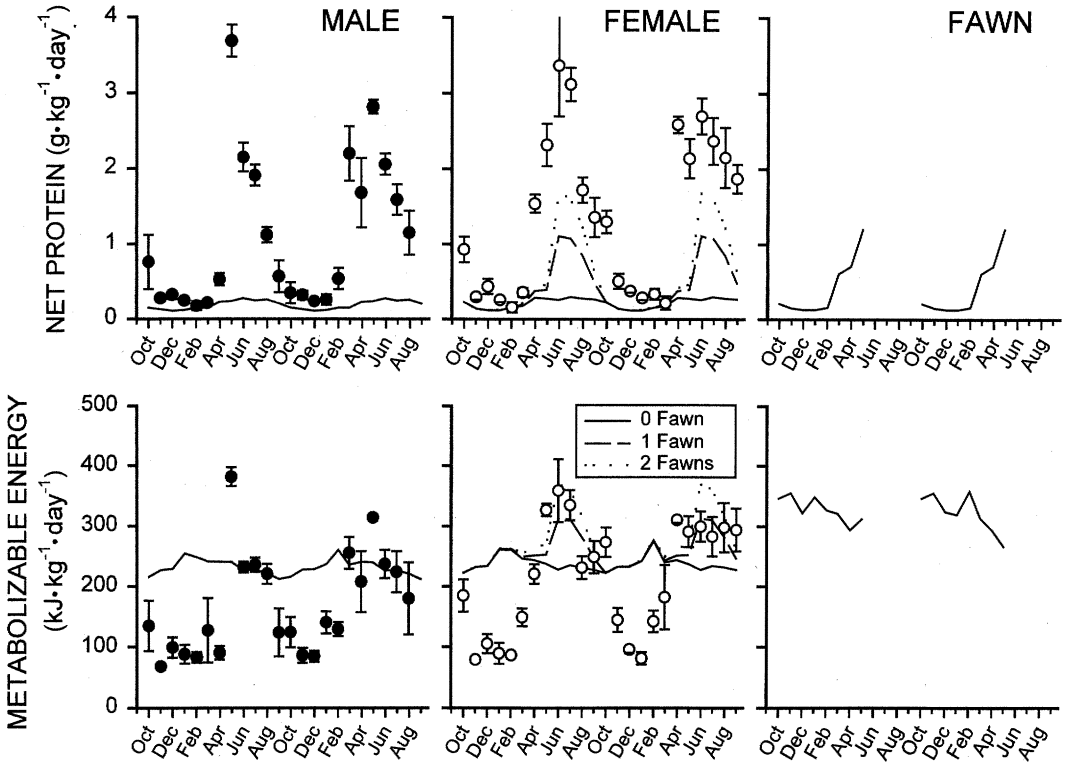 MALE
FEMALE
FAWN
NET PROTEIN (g•kg⁻¹•day⁻¹)
4
3
2
1
0
Oct Dec Feb Apr Jun Aug Oct Dec Feb Apr Jun Aug
Oct Dec Feb Apr Jun Aug Oct Dec Feb Apr Jun Aug
Oct Dec Feb Apr Jun Aug Oct Dec Feb Apr Jun Aug
METABOLIZABLE ENERGY
(kJ•kg⁻¹•day⁻¹)
500
400
300
200
100
0
0 Fawn
1 Fawn
2 Fawns
Oct Dec Feb Apr Jun Aug Oct Dec Feb Apr Jun Aug
Oct Dec Feb Apr Jun Aug Oct Dec Feb Apr Jun Aug
Oct Dec Feb Apr Jun Aug Oct Dec Feb Apr Jun Aug